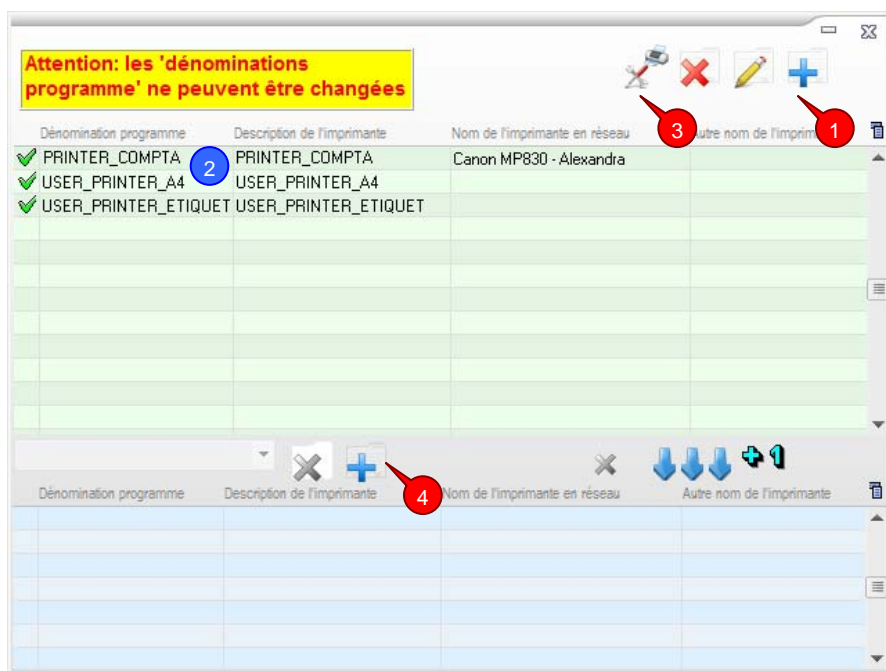 Attention: les 'dénominations
programme' ne peuvent être changées
3
1
Dénomination programme Description de l'imprimante Nom de l'imprimante en réseau Autre nom de l'imprim
2
PRINTER_COMPTA PRINTER_COMPTA Canon MP830 - Alexandra
USER_PRINTER_A4 USER_PRINTER_A4
USER_PRINTER_ETIQUET USER_PRINTER_ETIQUET
1
4
Dénomination programme Description de l'imprimante Nom de l'imprimante en réseau Autre nom de l'imprimante